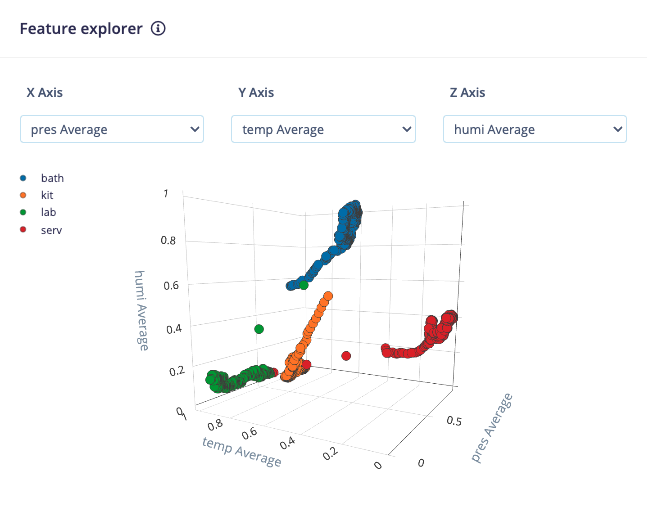 Feature explorer
X Axis
Y Axis
Z Axis
pres Average
temp Average
humi Average
bath
kit
lab
serv
1
0.8
0.6
0.4
0.2
0
humi Average
1
0.8
0.6
0.4
0.2
0
temp Average
0
0.5
pres Average